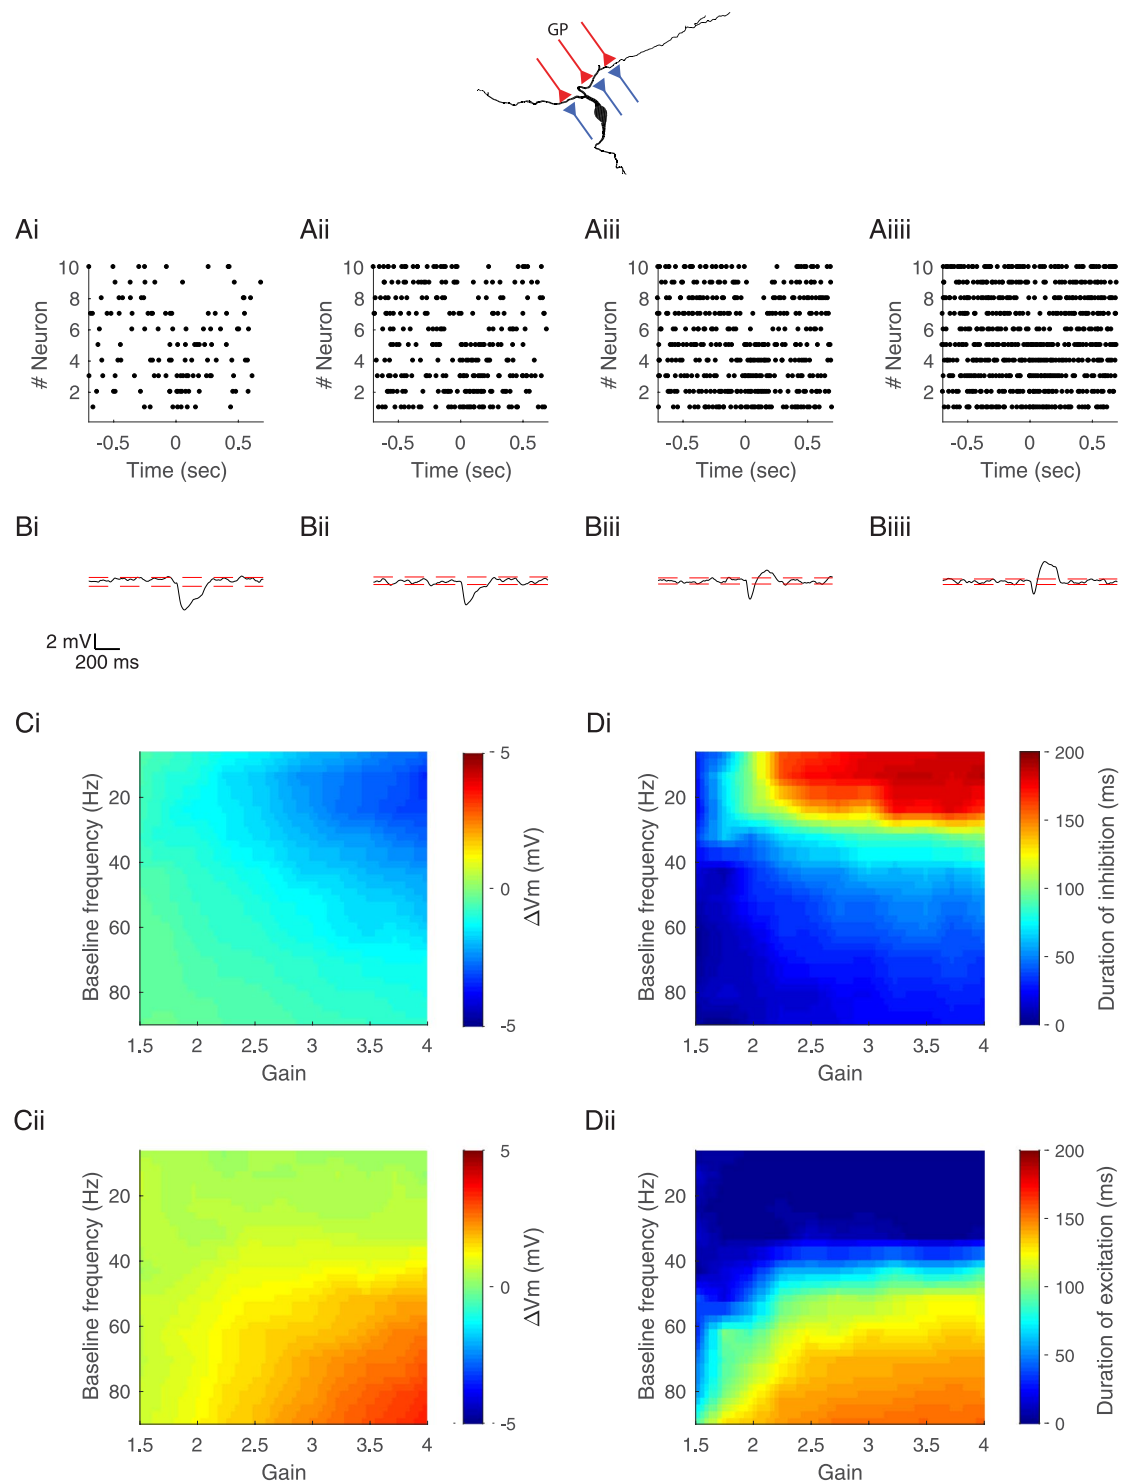 GP
Ai
Aii
Aiii
Aiiii
10
8
6
4
2
# Neuron
-0.5 0 0.5
Time (sec)
10
8
6
4
2
# Neuron
-0.5 0 0.5
Time (sec)
10
8
6
4
2
# Neuron
-0.5 0 0.5
Time (sec)
10
8
6
4
2
# Neuron
-0.5 0 0.5
Time (sec)
Bi
Bii
Biii
Biiii
2 mV
200 ms
Ci
Baseline frequency (Hz)
20
40
60
80
1.5 2 2.5 3 3.5 4
Gain
5
0
-5
ΔVm (mV)
Di
Baseline frequency (Hz)
20
40
60
80
1.5 2 2.5 3 3.5 4
Gain
200
150
100
50
0
Duration of inhibition (ms)
Cii
Baseline frequency (Hz)
20
40
60
80
1.5 2 2.5 3 3.5 4
Gain
5
0
-5
ΔVm (mV)
Dii
Baseline frequency (Hz)
20
40
60
80
1.5 2 2.5 3 3.5 4
Gain
200
150
100
50
0
Duration of excitation (ms)